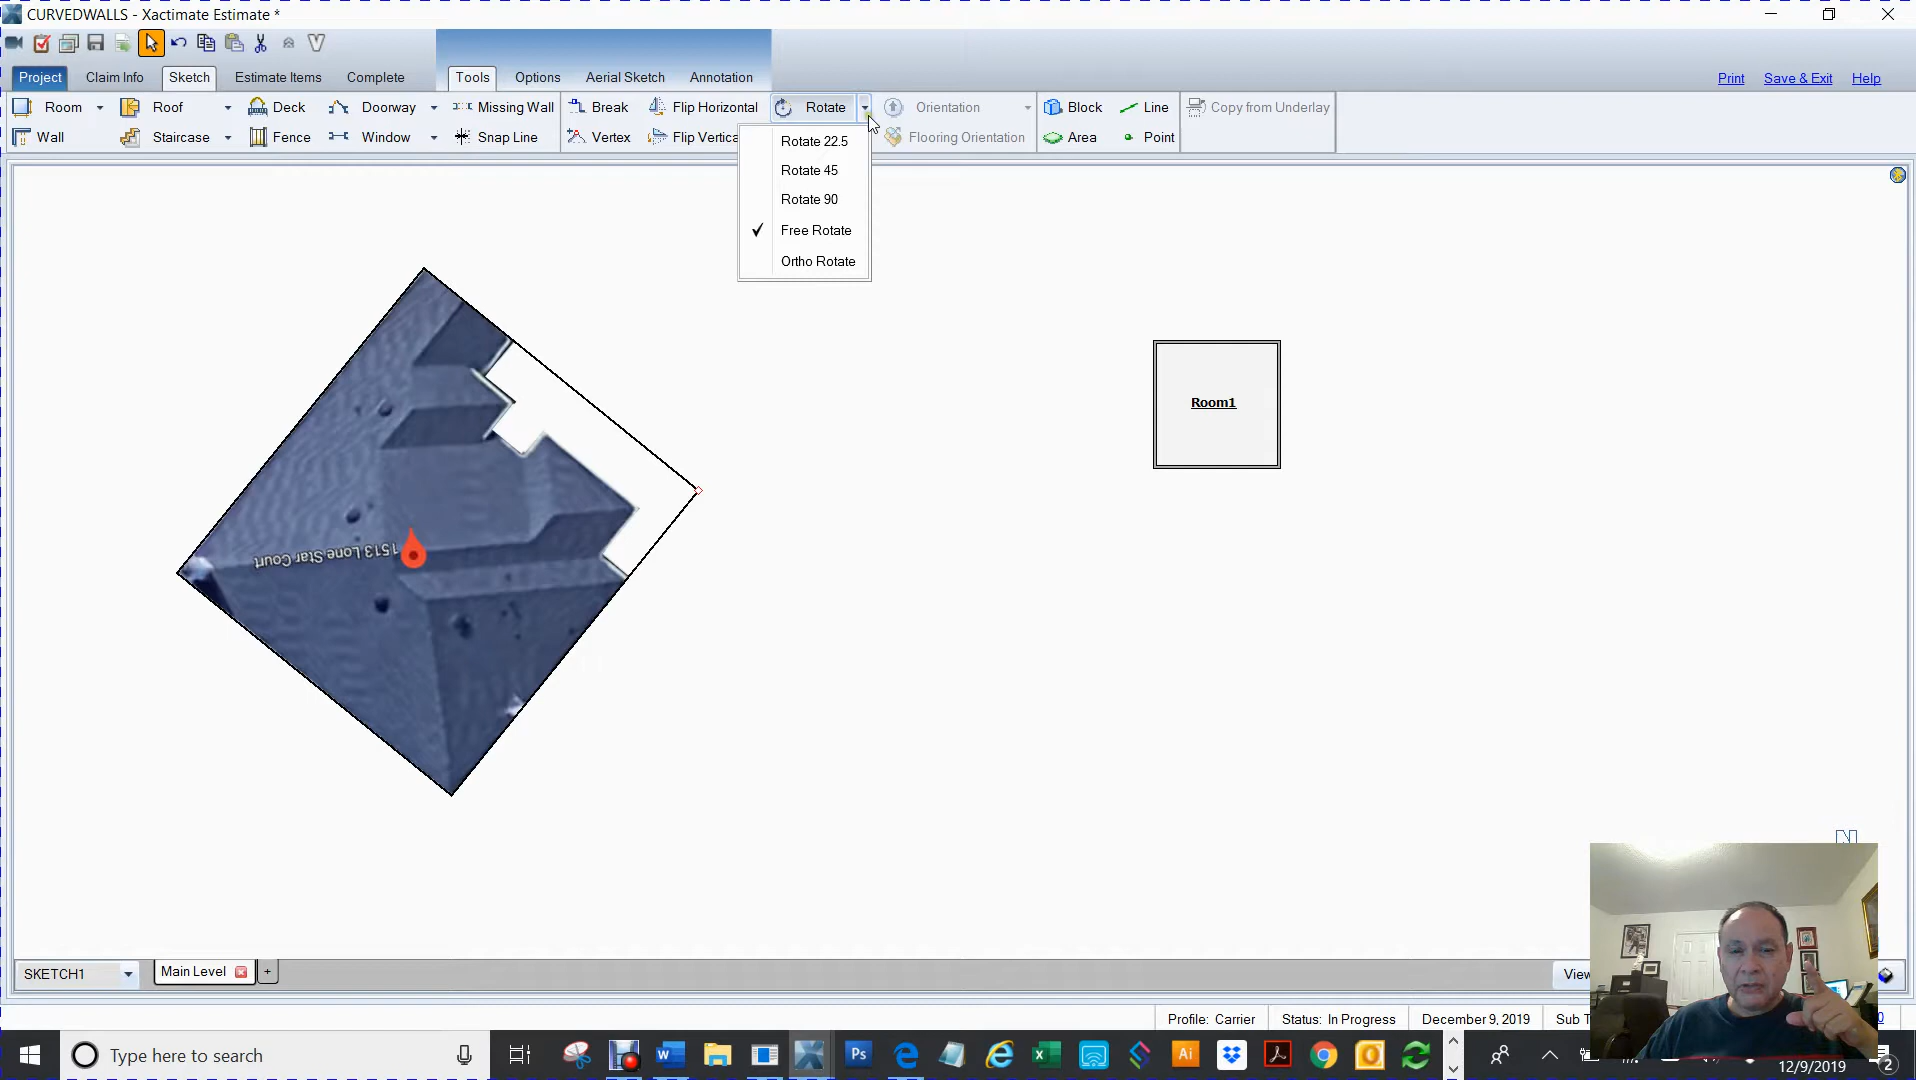 CURVEDWALLS - Xactimate Estimate *
Project Claim Info Sketch Estimate Items Complete Tools Options Aerial Sketch Annotation Print Save & Exit Help
Room Roof Deck Doorway Missing Wall Break Flip Horizontal Rotate Orientation Block Line Copy from Underlay
Wall Staircase Fence Window Snap Line Vertex Flip Vertica Flooring Orientation Area Point
Rotate 22.5
Rotate 45
Rotate 90
Free Rotate
Ortho Rotate
Room1
1513 Lone Star Court
N
SKETCH1 Main Level + View
Profile: Carrier Status: In Progress December 9, 2019 Sub T
Type here to search
Ps
Ai
12/9/2019
2